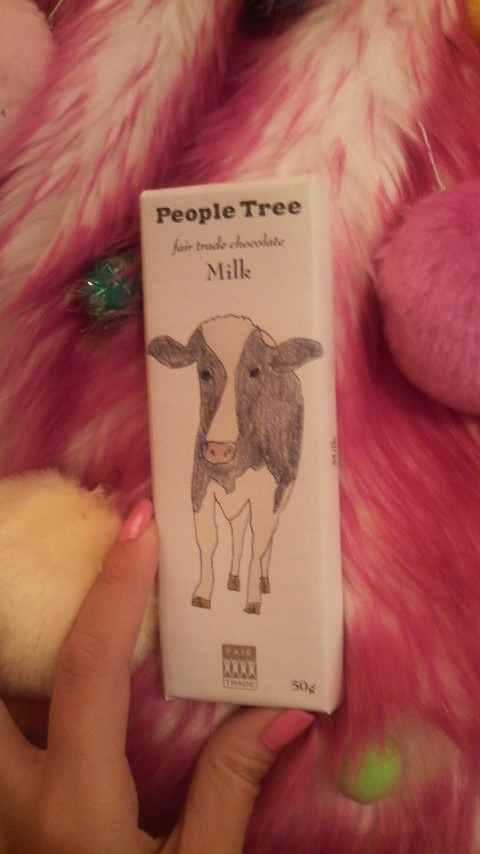 People Tree
fair trade chocolate
Milk
FAIR
TRADE
50g